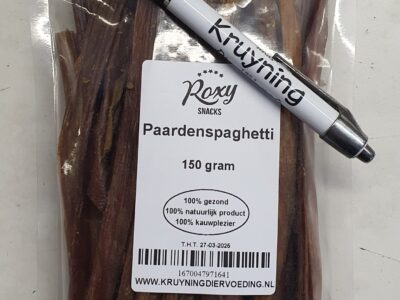 Kruyning
Roxy
SNACKS
Paardenspaghetti
150 gram
100% gezond
100% natuurlijk product
100% kauwplezier
T.H.T. 27-03-2025
1670047971641
WWW.KRUYNINGDIERVOEDING.NL